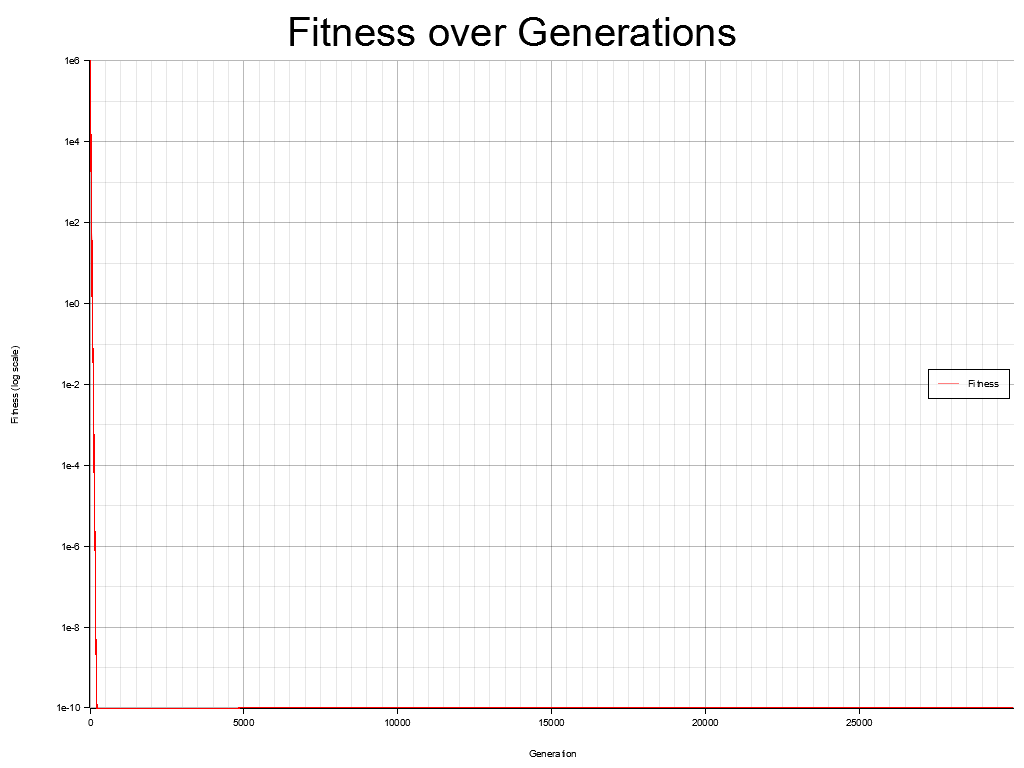 Fitness over Generations
1e6
1e4
1e2
1e0
1e-2
1e-4
1e-6
1e-8
1e-10
Fitness (log scale)
Fitness
0
5000
10000
15000
20000
25000
Generation